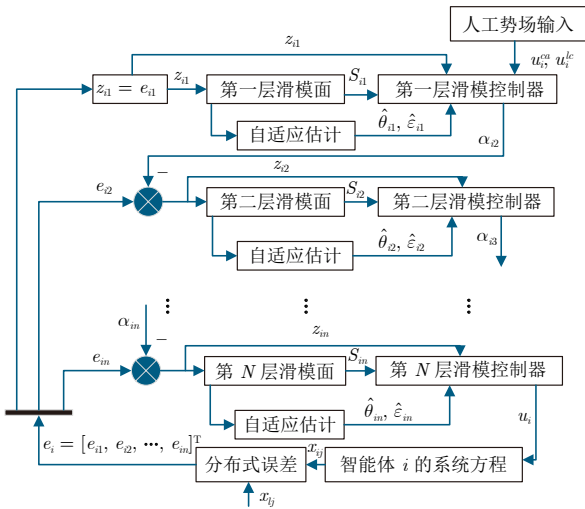 人工势场输入
z_{i1}
u_i^{ca}, u_i^{lc}
z_{i1} = e_{i1}
z_{i1}
第一层滑模面
S_{i1}
第一层滑模控制器
自适应估计
\hat{θ}_{i1}, \hat{ε}_{i1}
α_{i2}
−
z_{i2}
e_{i2}
第二层滑模面
S_{i2}
第二层滑模控制器
自适应估计
\hat{θ}_{i2}, \hat{ε}_{i2}
α_{i3}
⋮ ⋮ ⋮
α_{in}
−
z_{in}
e_{in}
第 N 层滑模面
S_{in}
第 N 层滑模控制器
自适应估计
\hat{θ}_{in}, \hat{ε}_{in}
u_i
e_i = [e_{i1}, e_{i2}, ⋯, e_{in}]^T
分布式误差
x_{ij}
智能体 i 的系统方程
x_{lj}